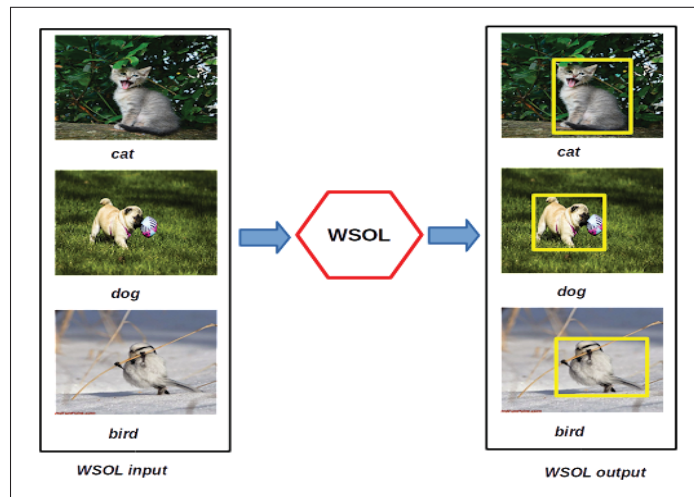 cat
dog
bird
WSOL input
WSOL
cat
dog
bird
WSOL output